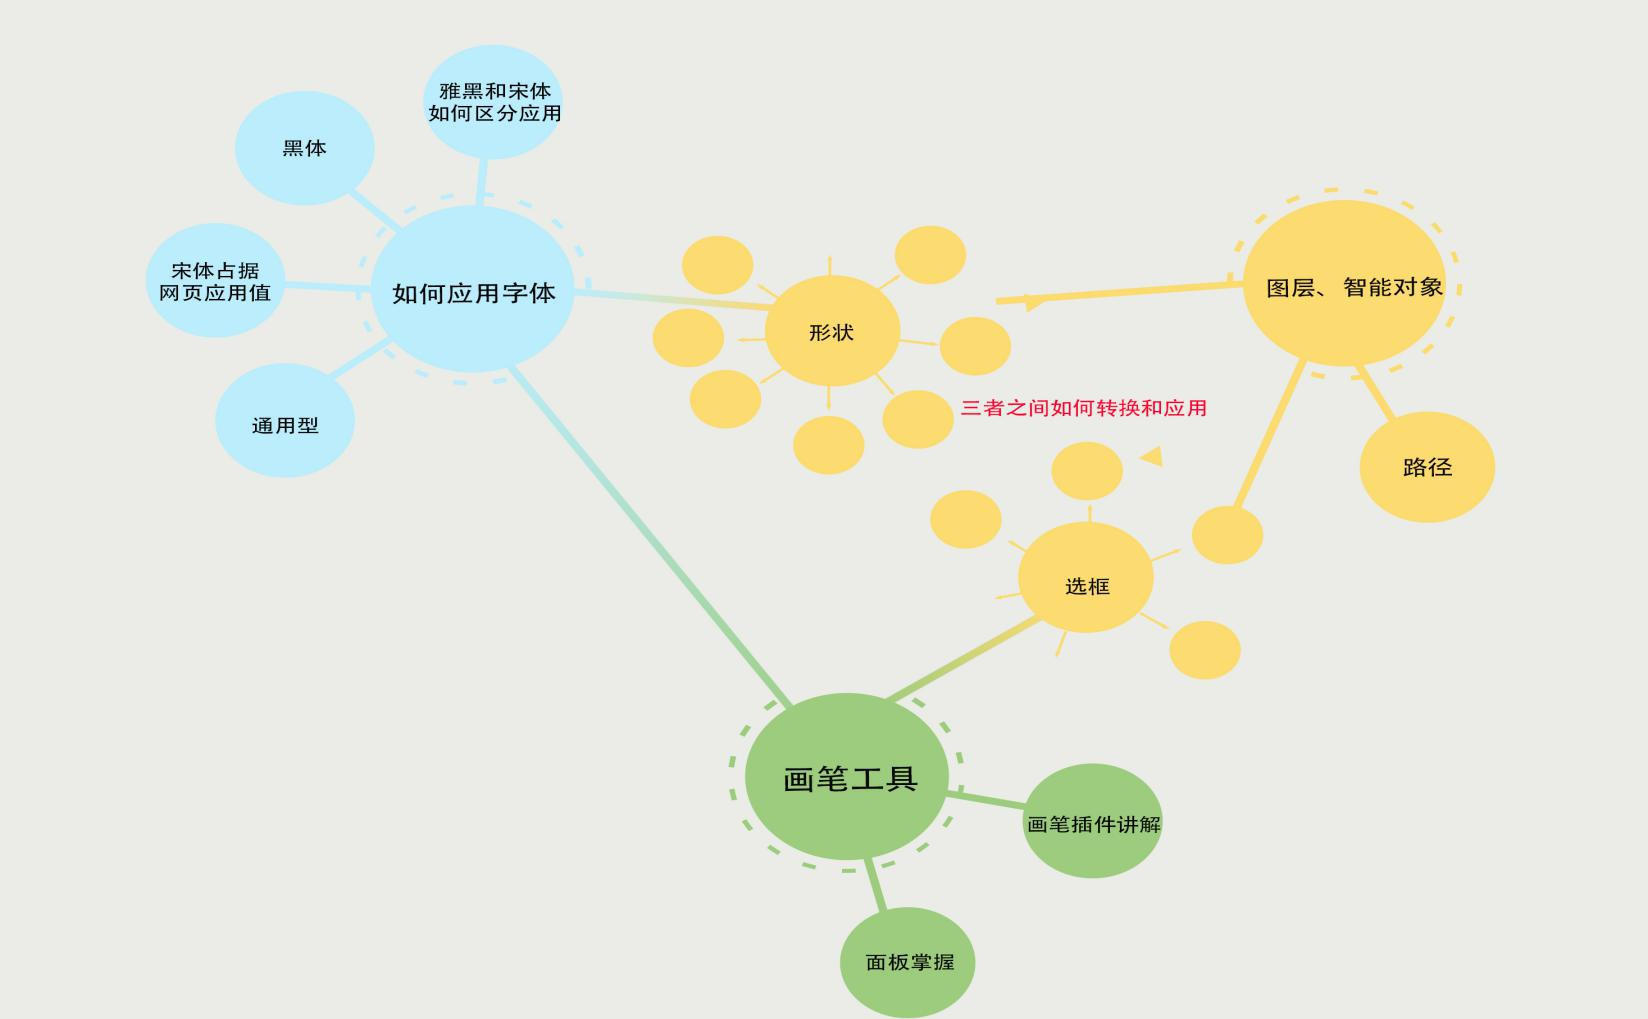 雅黑和宋体
如何区分应用
黑体
宋体占据
网页应用值
如何应用字体
通用型
形状
图层、智能对象
三者之间如何转换和应用
路径
选框
画笔工具
画笔插件讲解
面板掌握